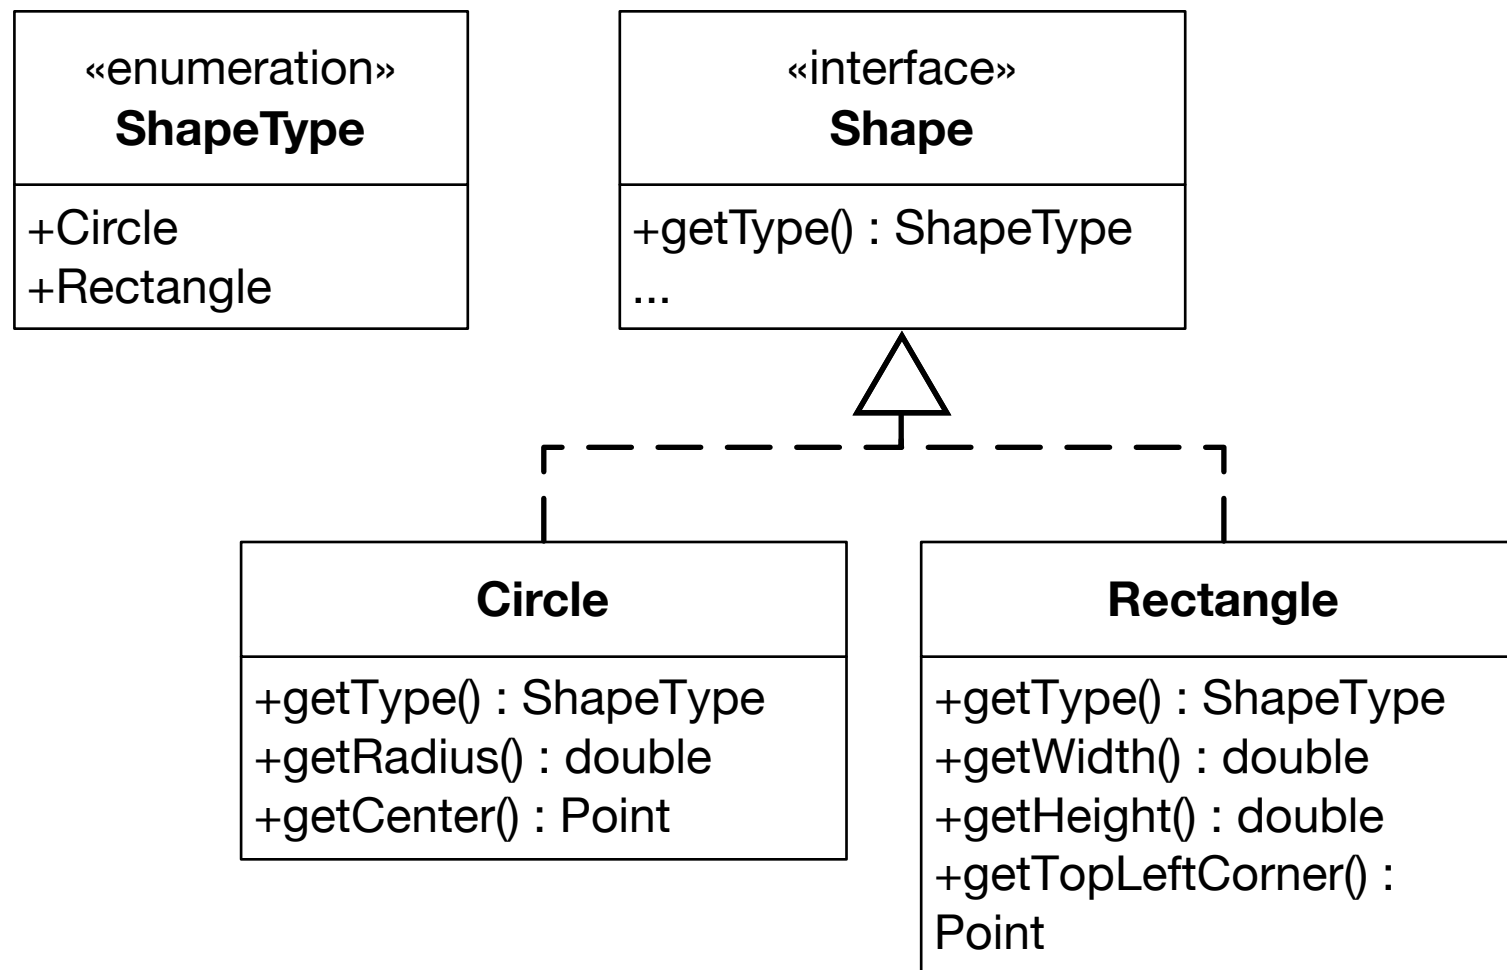 «enumeration»
ShapeType
+Circle
+Rectangle
«interface»
Shape
+getType() : ShapeType
...
Circle
+getType() : ShapeType
+getRadius() : double
+getCenter() : Point
Rectangle
+getType() : ShapeType
+getWidth() : double
+getHeight() : double
+getTopLeftCorner() :
Point